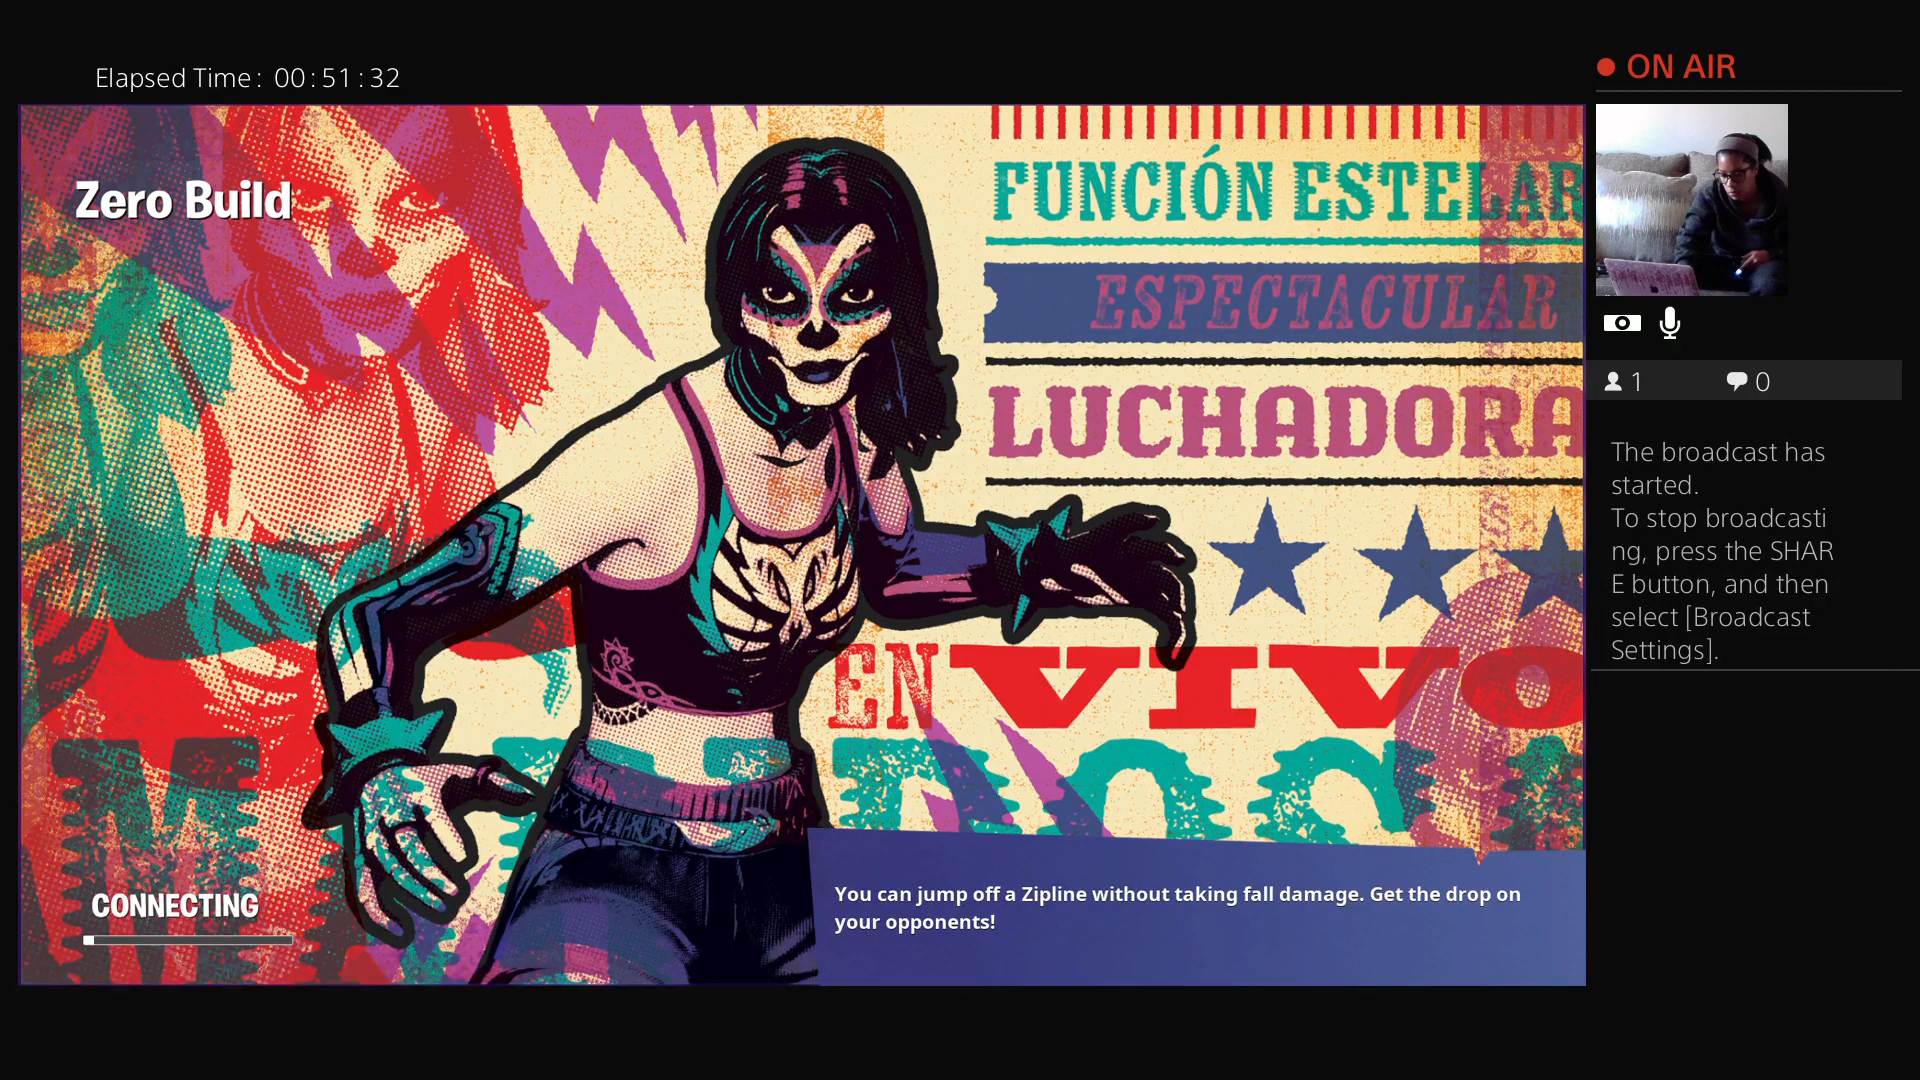 Elapsed Time: 00:51:32
ON AIR
Zero Build
FUNCIÓN ESTELAR
ESPECTACULAR
LUCHADORA
EN VIVO
1
0
The broadcast has
started.
To stop broadcasti
ng, press the SHAR
E button, and then
select [Broadcast
Settings].
CONNECTING
You can jump off a Zipline without taking fall damage. Get the drop on
your opponents!